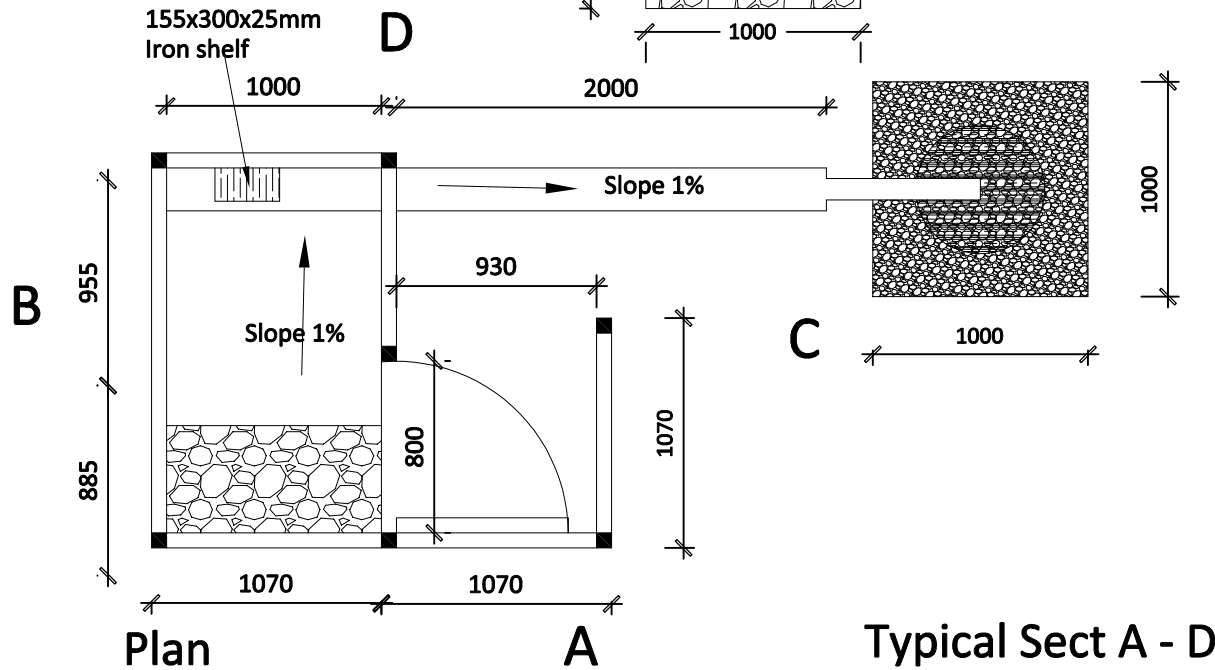 155x300x25mm
Iron shelf
D
1000
1000
2000
Slope 1%
1000
955
930
B
Slope 1%
C
1000
1070
800
885
1070
1070
Plan
A
Typical Sect A - D